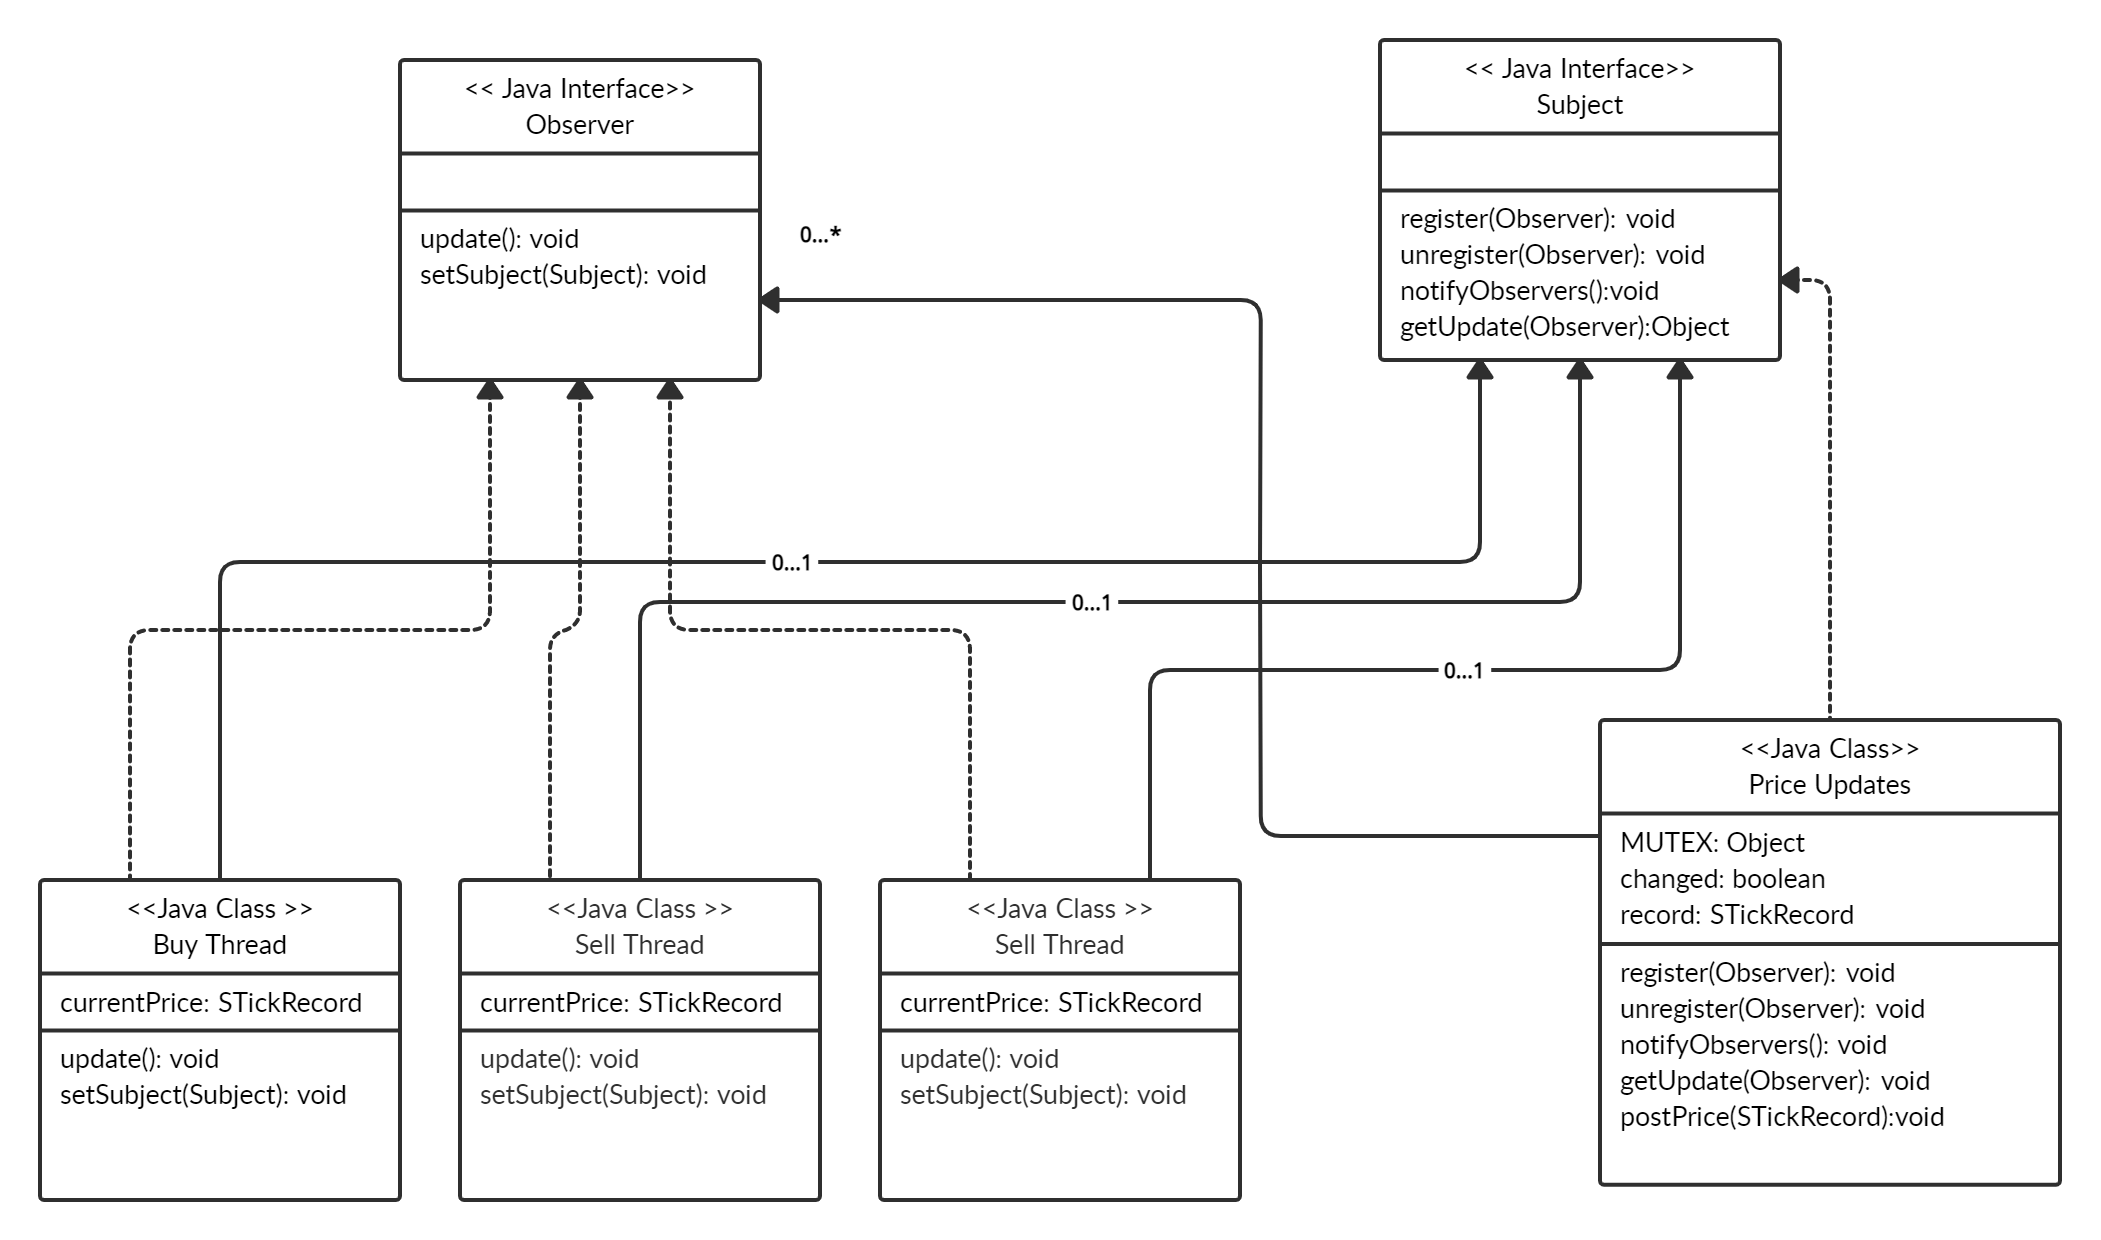 << Java Interface>>
Observer
update(): void
setSubject(Subject): void
0...*
<< Java Interface>>
Subject
register(Observer): void
unregister(Observer): void
notifyObservers():void
getUpdate(Observer):Object
0...1
0...1
0...1
<<Java Class >>
Buy Thread
currentPrice: STickRecord
update(): void
setSubject(Subject): void
<<Java Class >>
Sell Thread
currentPrice: STickRecord
update(): void
setSubject(Subject): void
<<Java Class >>
Sell Thread
currentPrice: STickRecord
update(): void
setSubject(Subject): void
<<Java Class>>
Price Updates
MUTEX: Object
changed: boolean
record: STickRecord
register(Observer): void
unregister(Observer): void
notifyObservers(): void
getUpdate(Observer): void
postPrice(STickRecord):void